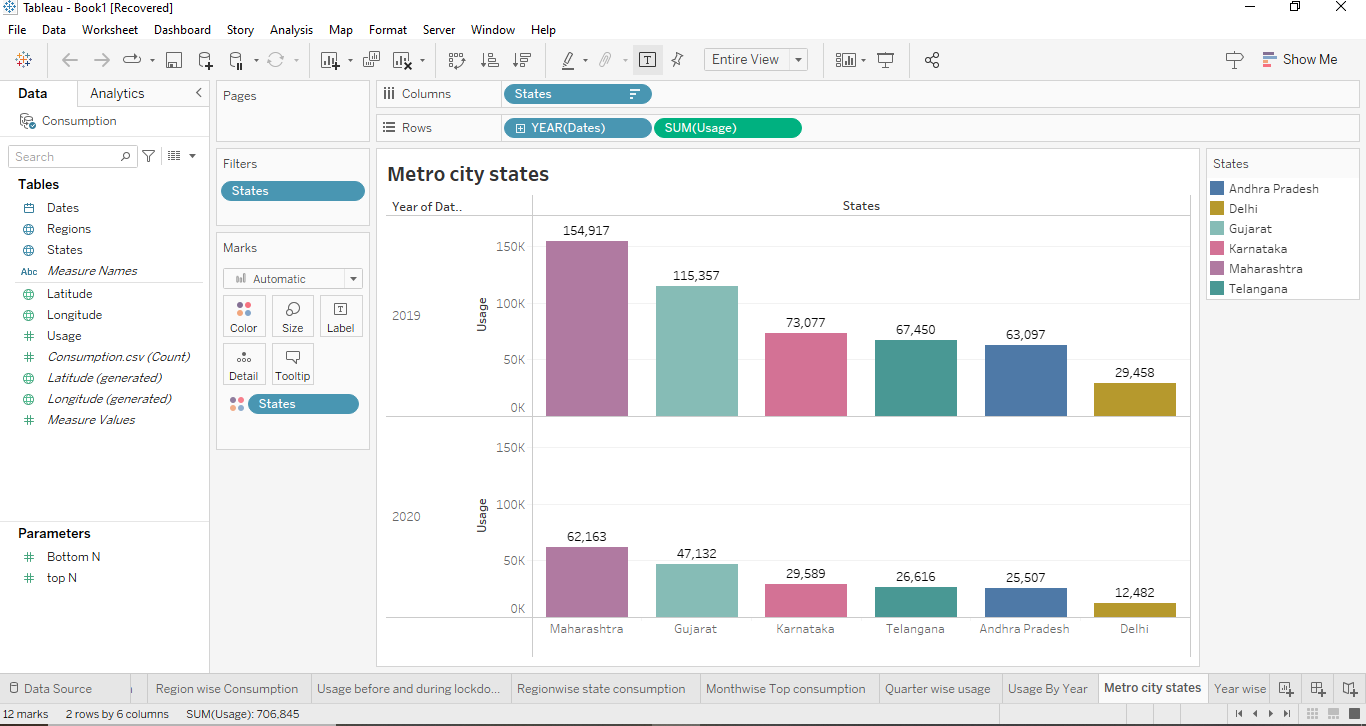 Tableau - Book1 [Recovered]
File Data Worksheet Dashboard Story Analysis Map Format Server Window Help
Entire View
Show Me
Data Analytics
Consumption
Search
Tables
Dates
Regions
States
Abc Measure Names
Latitude
Longitude
Usage
Consumption.csv (Count)
Latitude (generated)
Longitude (generated)
Measure Values
Parameters
Bottom N
top N
Pages
Filters
States
Marks
Automatic
Color Size Label
Detail Tooltip
States
Columns States
Rows YEAR(Dates) SUM(Usage)
Metro city states
Year of Dat.. States
2019
Usage
150K
100K
50K
0K
154,917
115,357
73,077
67,450
63,097
29,458
2020
Usage
150K
100K
50K
0K
62,163
47,132
29,589
26,616
25,507
12,482
Maharashtra Gujarat Karnataka Telangana Andhra Pradesh Delhi
States
Andhra Pradesh
Delhi
Gujarat
Karnataka
Maharashtra
Telangana
Data Source Region wise Consumption Usage before and during lockdo... Regionwise state consumption Monthwise Top consumption Quarter wise usage Usage By Year Metro city states Year wise
12 marks 2 rows by 6 columns SUM(Usage): 706,845